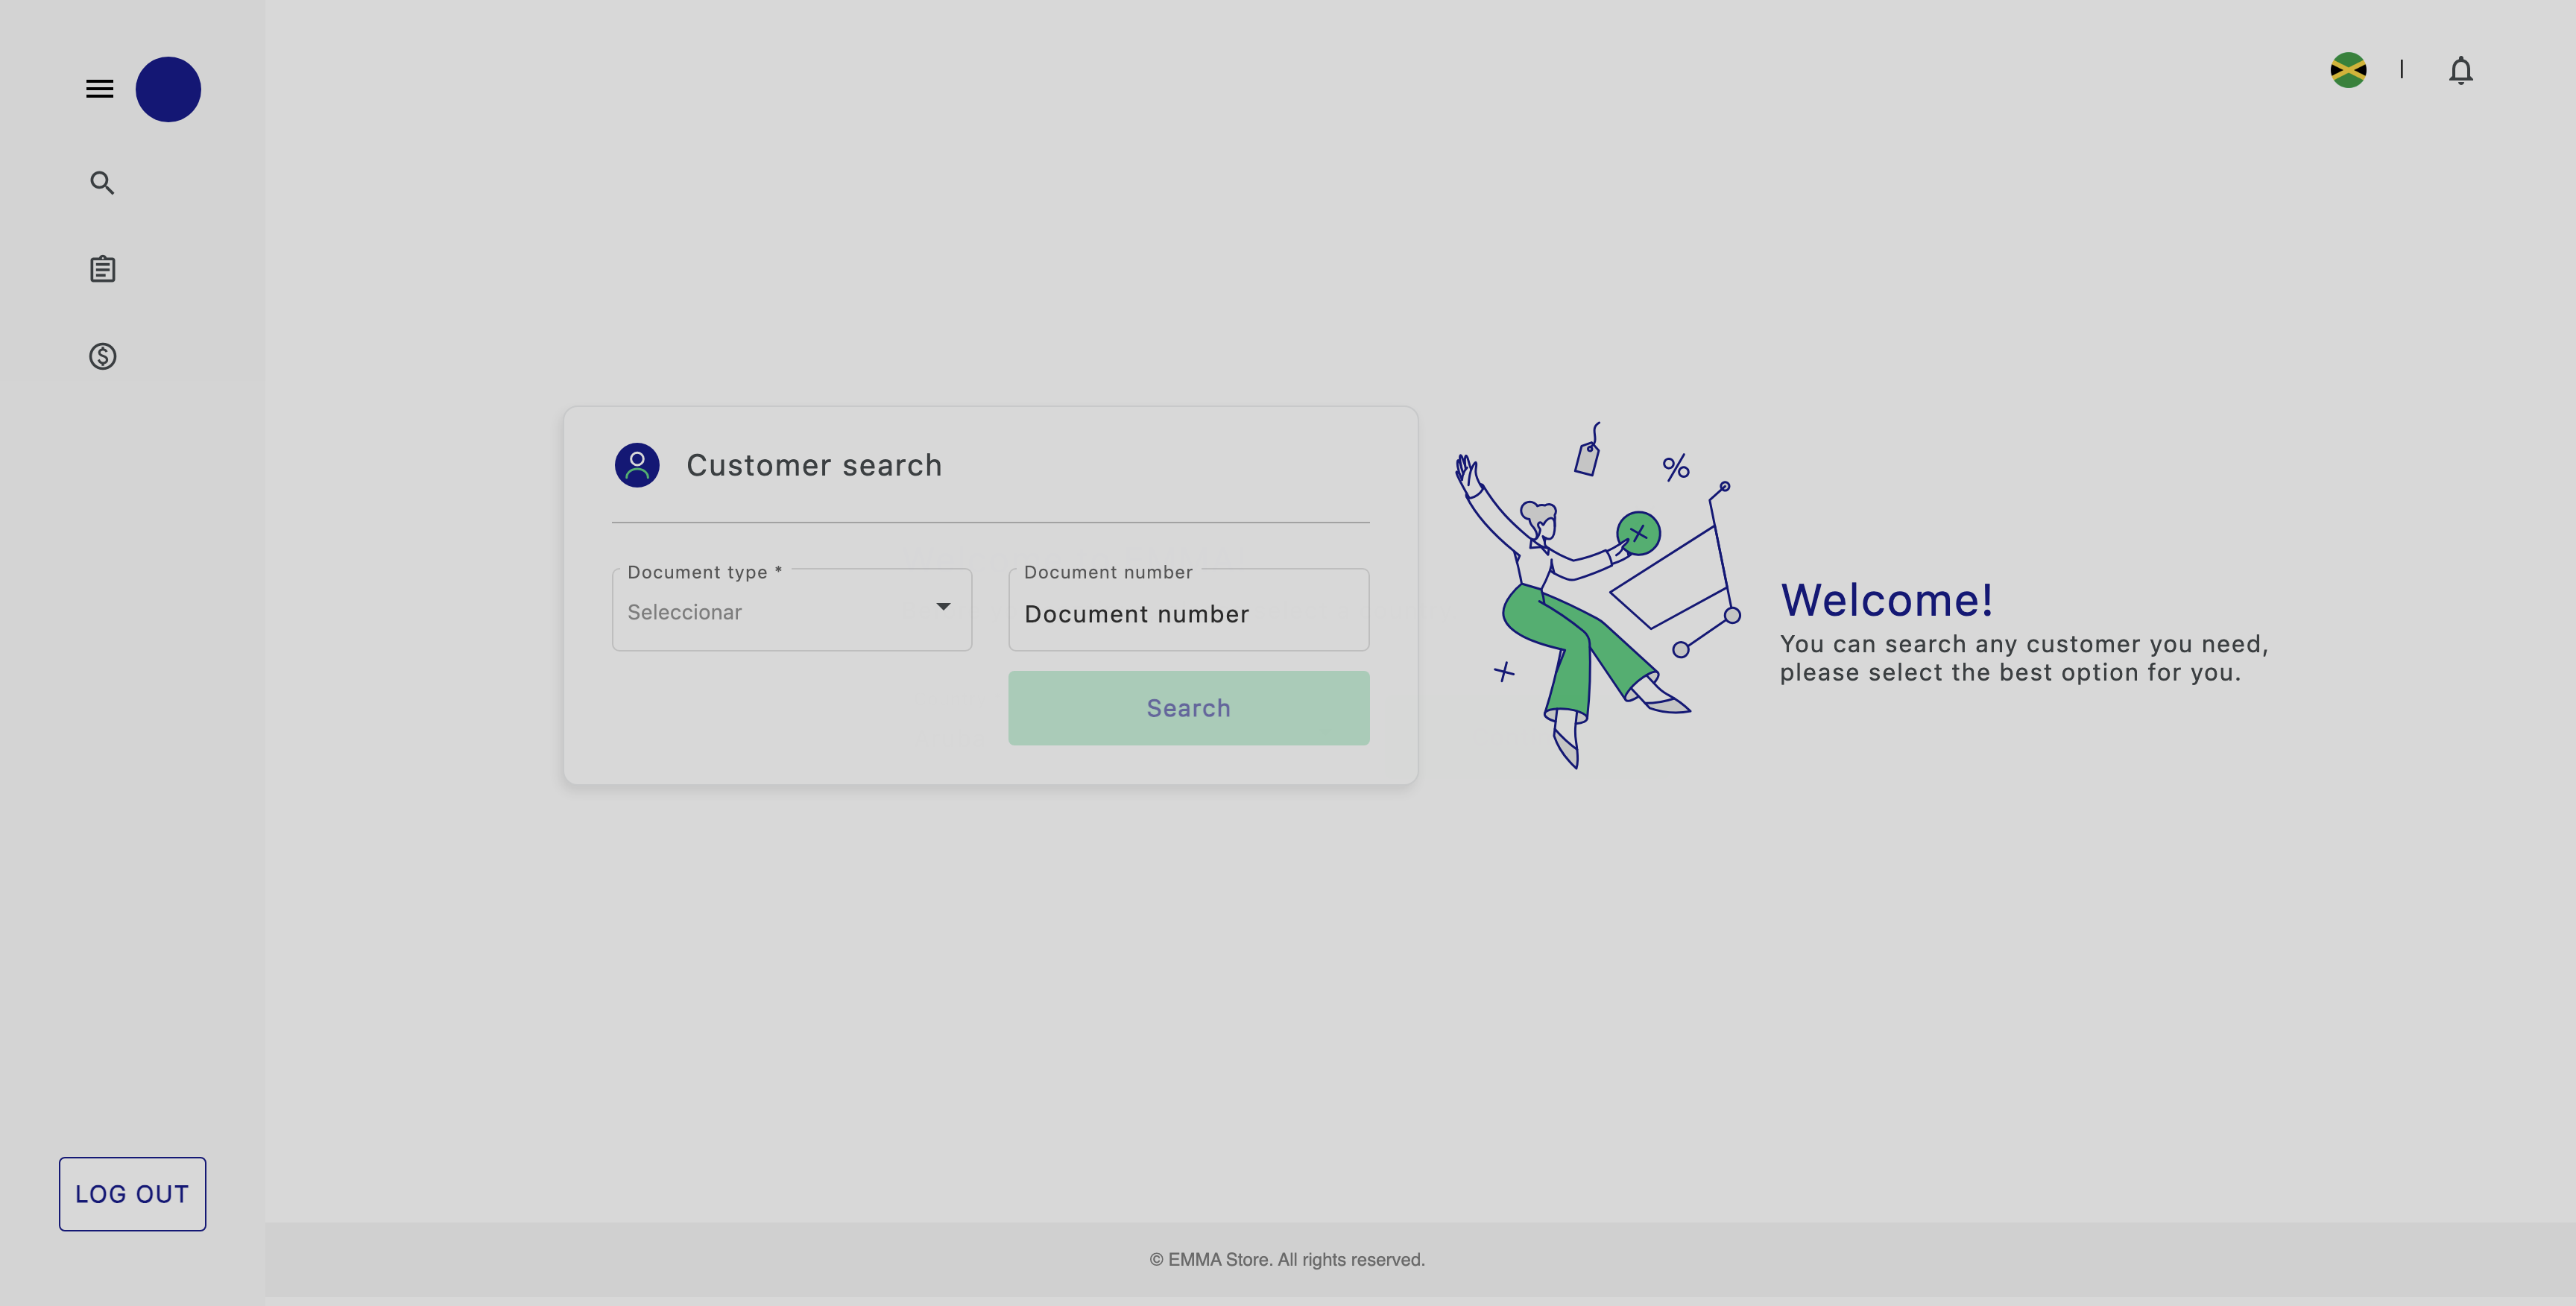 Customer search
Document type *
Seleccionar
Document number
Document number
Search
Welcome!
You can search any customer you need,
please select the best option for you.
LOG OUT
© EMMA Store. All rights reserved.